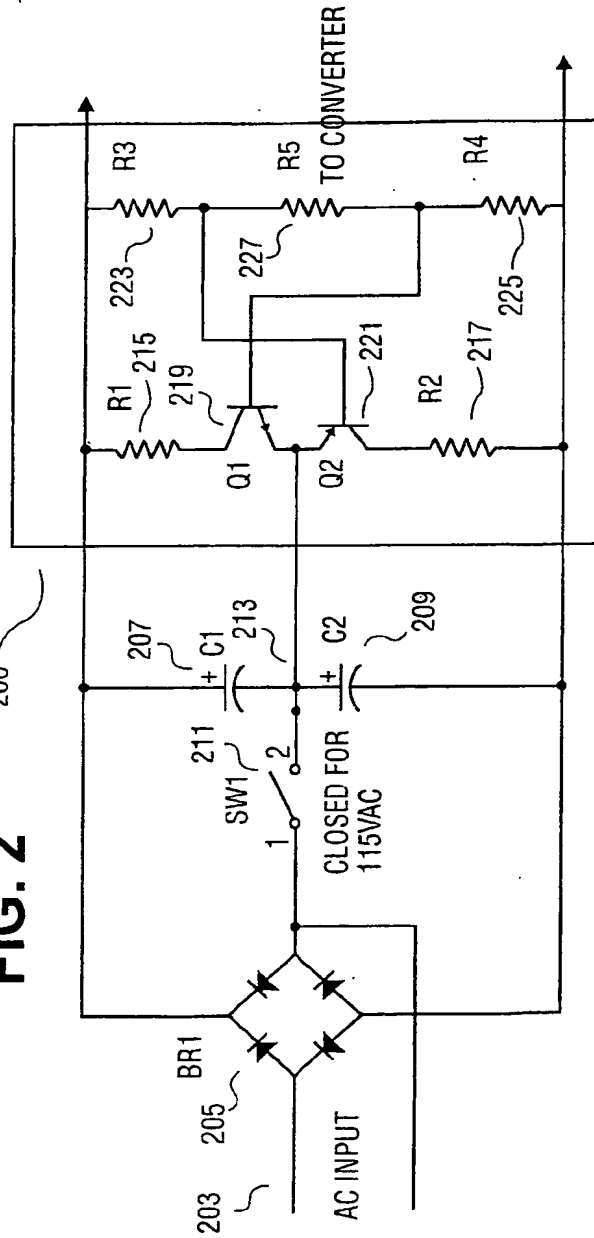 FIG. 2
200
203
AC INPUT
205
BR1
1
SW1
211
2
CLOSED FOR
115VAC
207
+
C1
213
+
C2
209
R1
215
219
Q1
Q2
221
R2
217
R3
223
R5
227
TO CONVERTER
R4
225